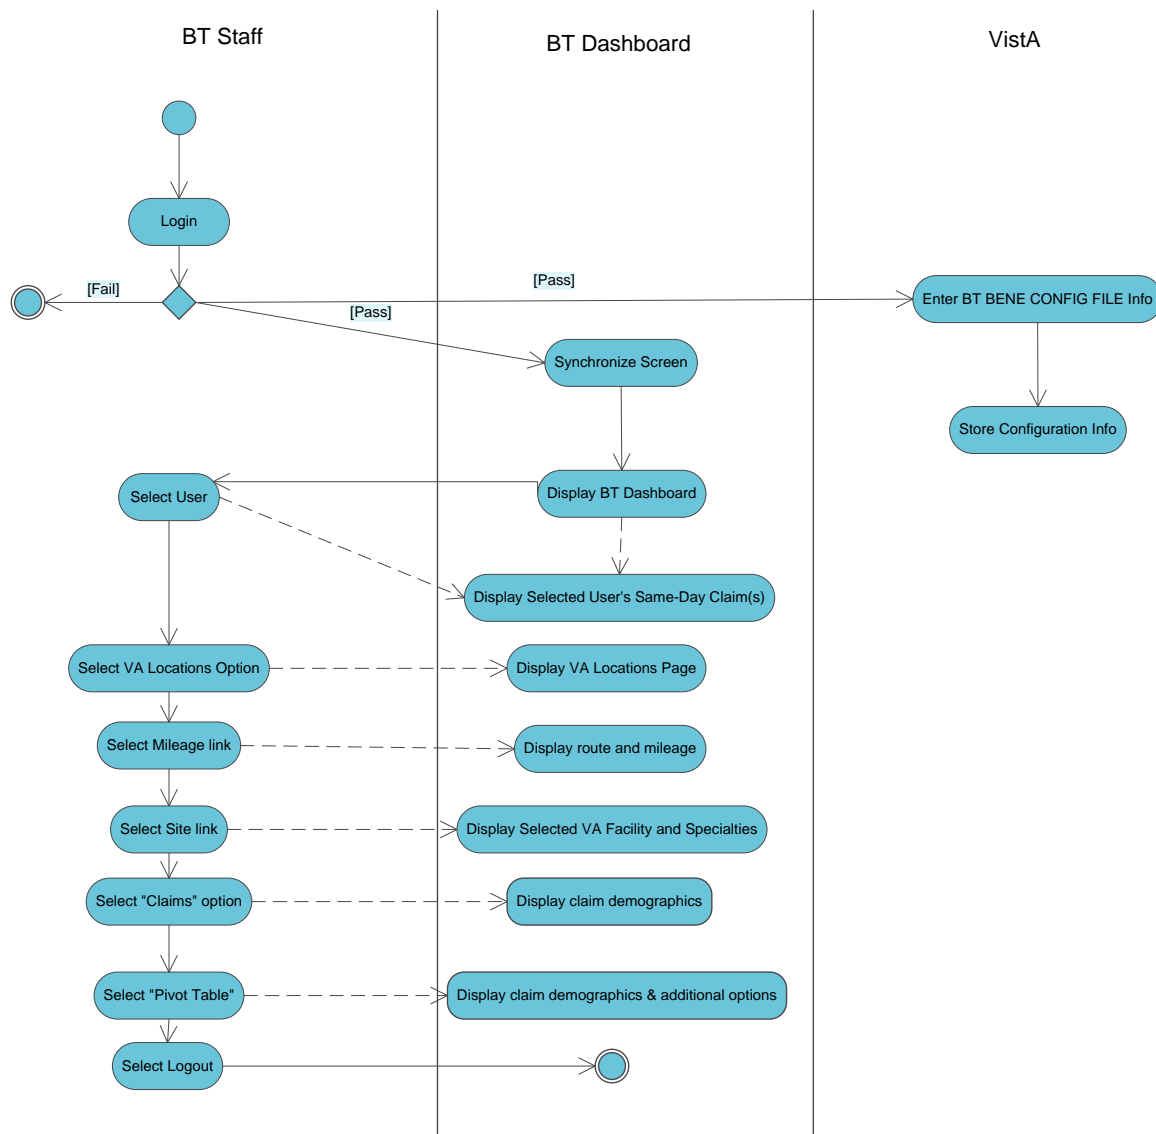 BT Staff
BT Dashboard
VistA
Login
[Fail]
[Pass]
[Pass]
Enter BT BENE CONFIG FILE Info
Synchronize Screen
Store Configuration Info
Select User
Display BT Dashboard
Display Selected User's Same-Day Claim(s)
Select VA Locations Option
Display VA Locations Page
Select Mileage link
Display route and mileage
Select Site link
Display Selected VA Facility and Specialties
Select "Claims" option
Display claim demographics
Select "Pivot Table"
Display claim demographics & additional options
Select Logout